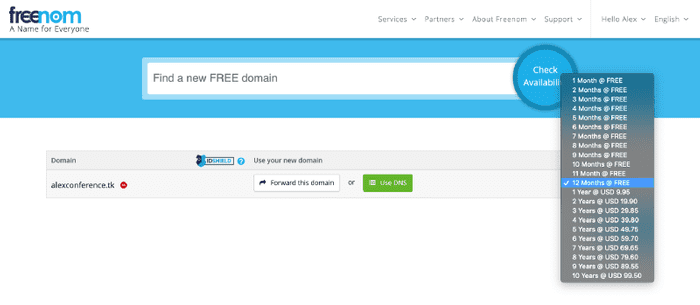 freenom
A Name for Everyone
Services Partners About Freenom Support Hello Alex English
Find a new FREE domain
Check
Availabili
Domain IDSHIELD ? Use your new domain
alexconference.tk Forward this domain or Use DNS
1 Month @ FREE
2 Months @ FREE
3 Months @ FREE
4 Months @ FREE
5 Months @ FREE
6 Months @ FREE
7 Months @ FREE
8 Months @ FREE
9 Months @ FREE
10 Months @ FREE
11 Month @ FREE
12 Months @ FREE
1 Year @ USD 9.95
2 Years @ USD 19.90
3 Years @ USD 29.85
4 Years @ USD 39.80
5 Years @ USD 49.75
6 Years @ USD 59.70
7 Years @ USD 69.65
8 Years @ USD 79.60
9 Years @ USD 89.55
10 Years @ USD 99.50